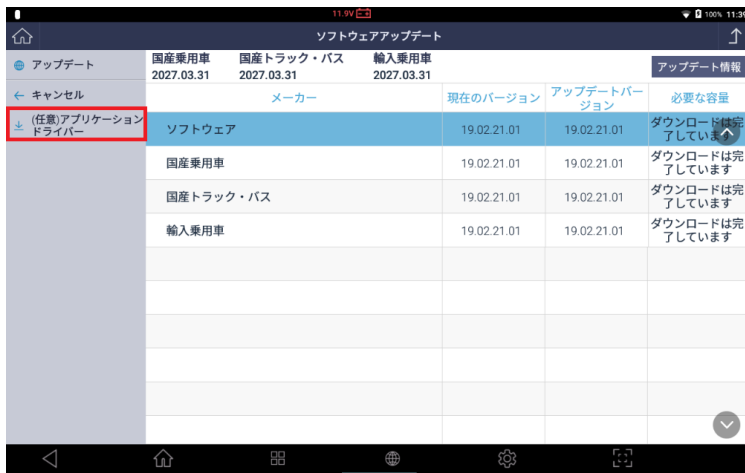 11.9V
100% 11:39
ソフトウェアアップデート
アップデート
キャンセル
(任意)アプリケーション
ドライバー
国産乗用車 国産トラック・バス 輸入乗用車
2027.03.31 2027.03.31 2027.03.31
アップデート情報
メーカー 現在のバージョン アップデートバー
ジョン 必要な容量
ソフトウェア 19.02.21.01 19.02.21.01 ダウンロードは完
了しています
国産乗用車 19.02.21.01 19.02.21.01 ダウンロードは完
了しています
国産トラック・バス 19.02.21.01 19.02.21.01 ダウンロードは完
了しています
輸入乗用車 19.02.21.01 19.02.21.01 ダウンロードは完
了しています